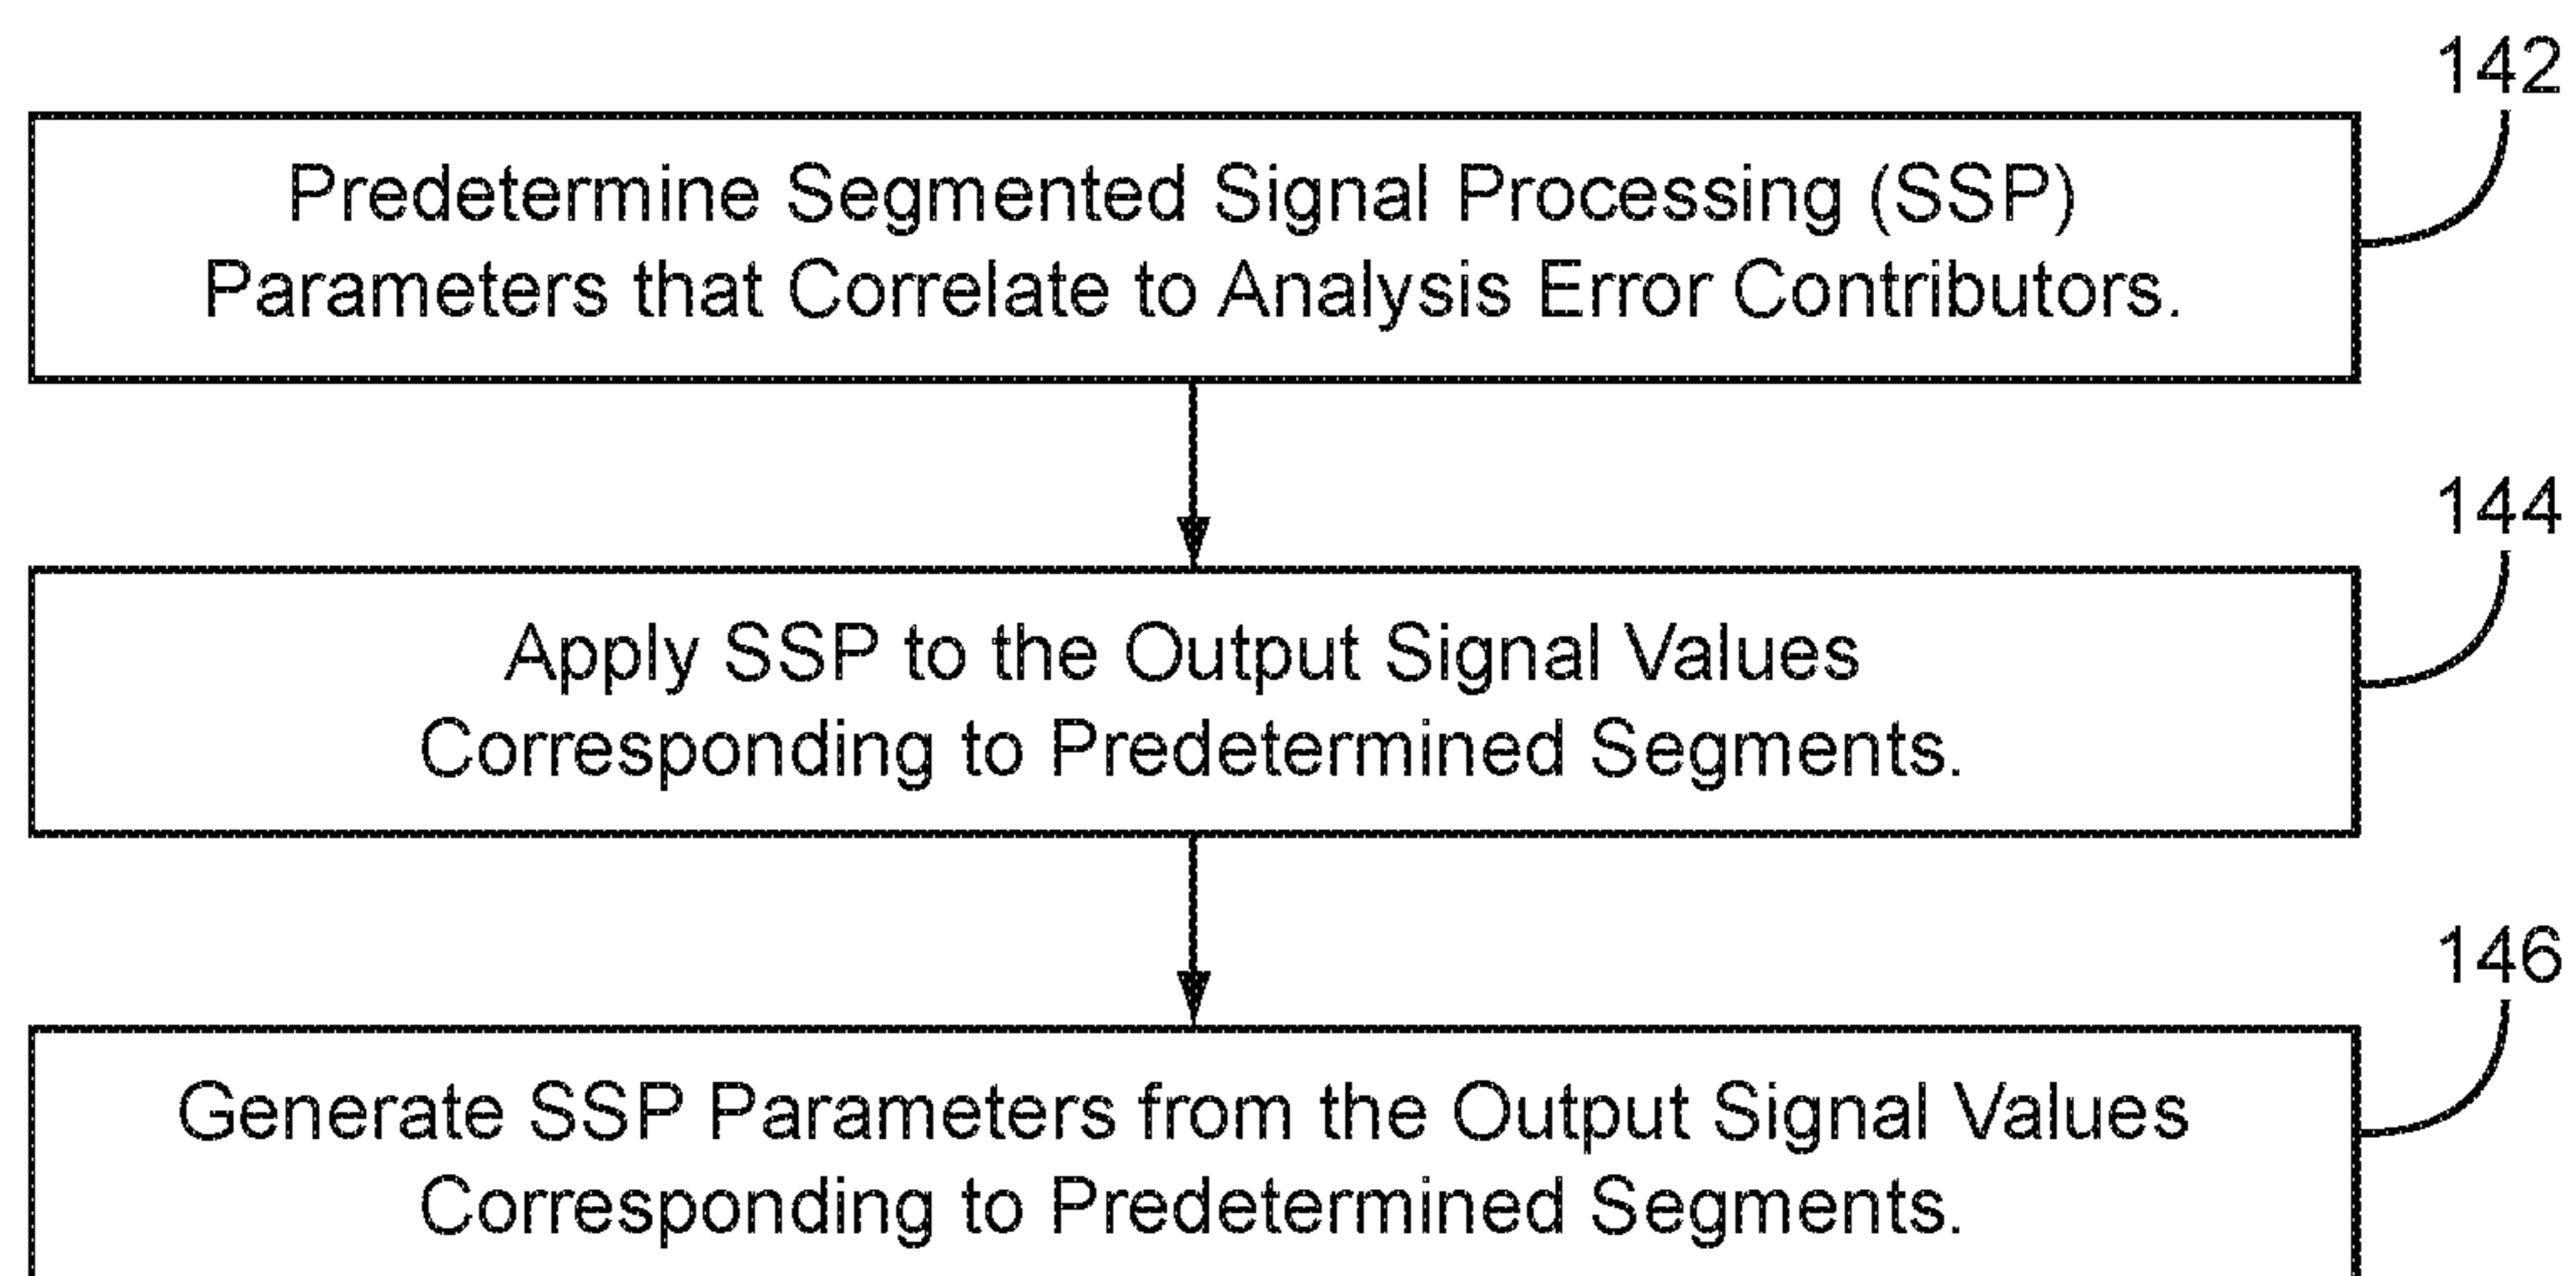 142
Predetermine Segmented Signal Processing (SSP)
Parameters that Correlate to Analysis Error Contributors.
144
Apply SSP to the Output Signal Values
Corresponding to Predetermined Segments.
146
Generate SSP Parameters from the Output Signal Values
Corresponding to Predetermined Segments.